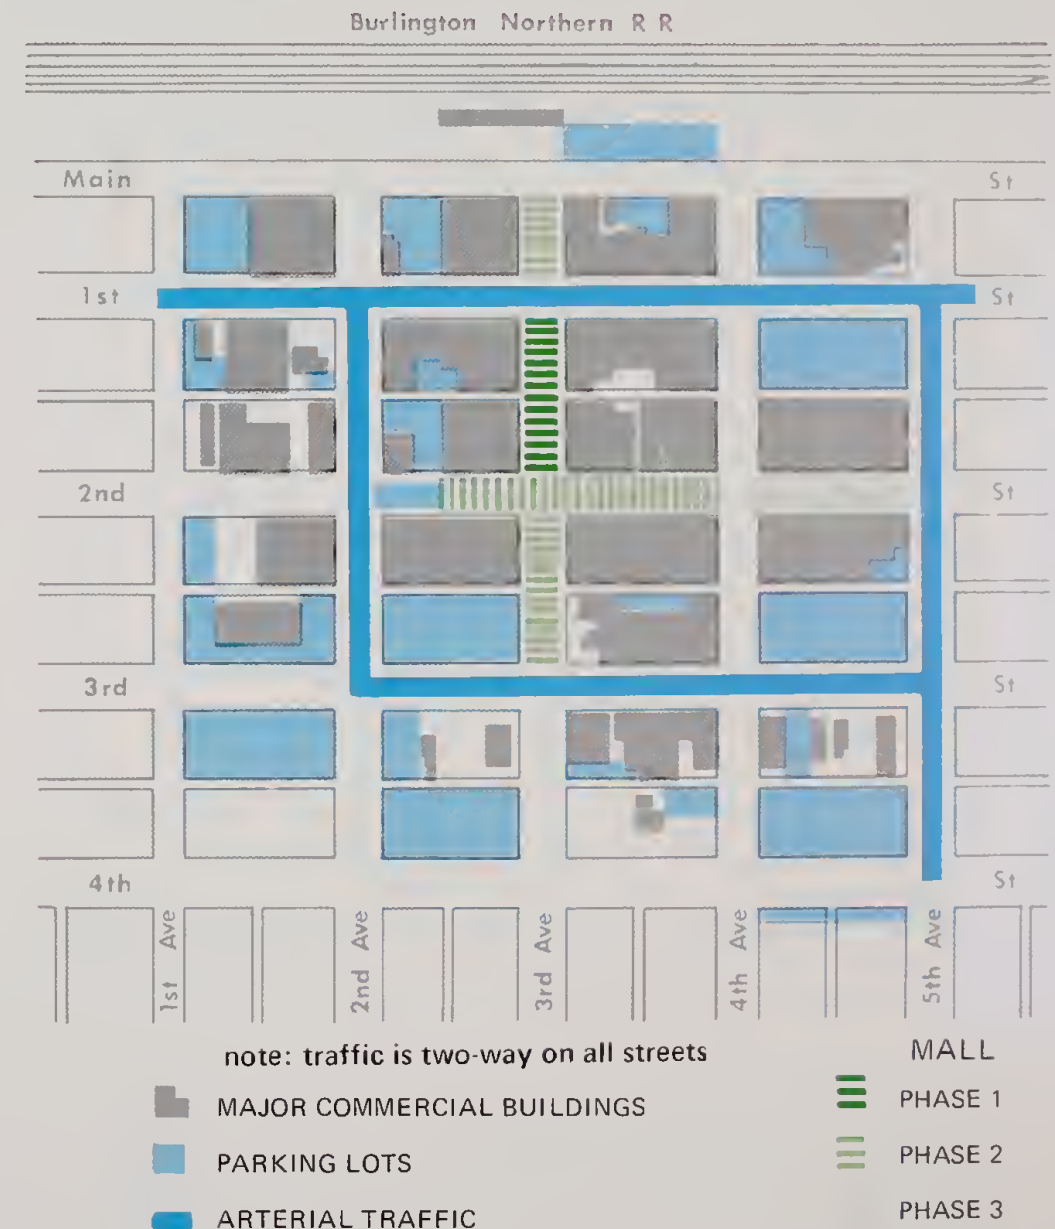 Burlington Northern R R
Main St
1st St
2nd St
3rd St
4th St
1st Ave
2nd Ave
3rd Ave
4th Ave
5th Ave
note: traffic is two-way on all streets
MAJOR COMMERCIAL BUILDINGS
PARKING LOTS
ARTERIAL TRAFFIC
MALL
PHASE 1
PHASE 2
PHASE 3